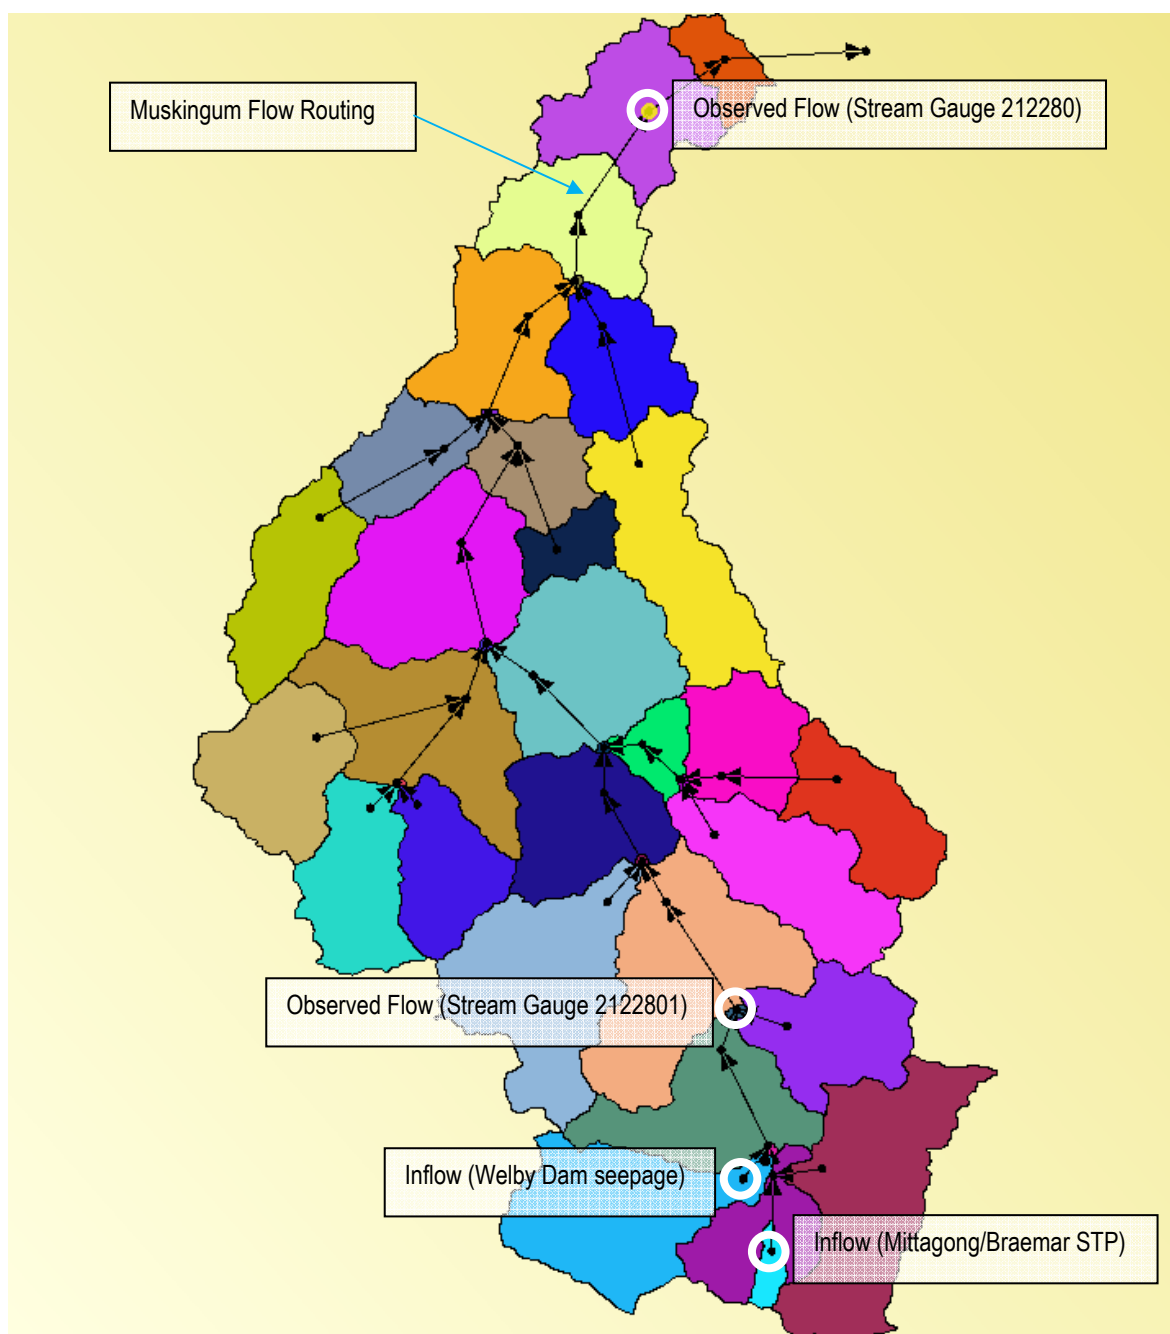 Muskingum Flow Routing
Observed Flow (Stream Gauge 212280)
Observed Flow (Stream Gauge 2122801)
Inflow (Welby Dam seepage)
Inflow (Mittagong/Braemar STP)